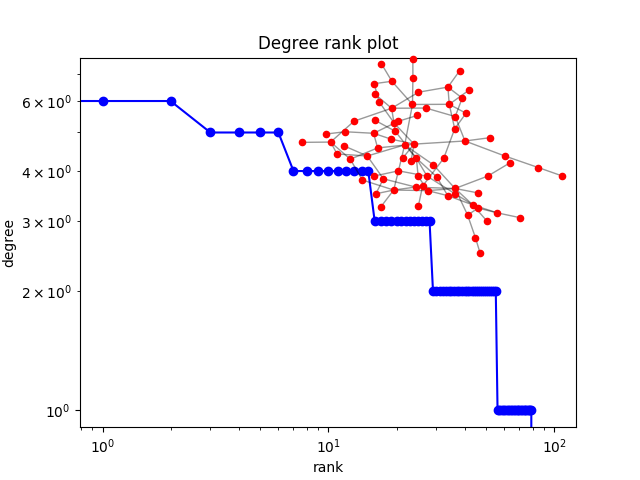 Degree rank plot
degree
6 × 10⁰
4 × 10⁰
3 × 10⁰
2 × 10⁰
10⁰
10⁰
10¹
10²
rank